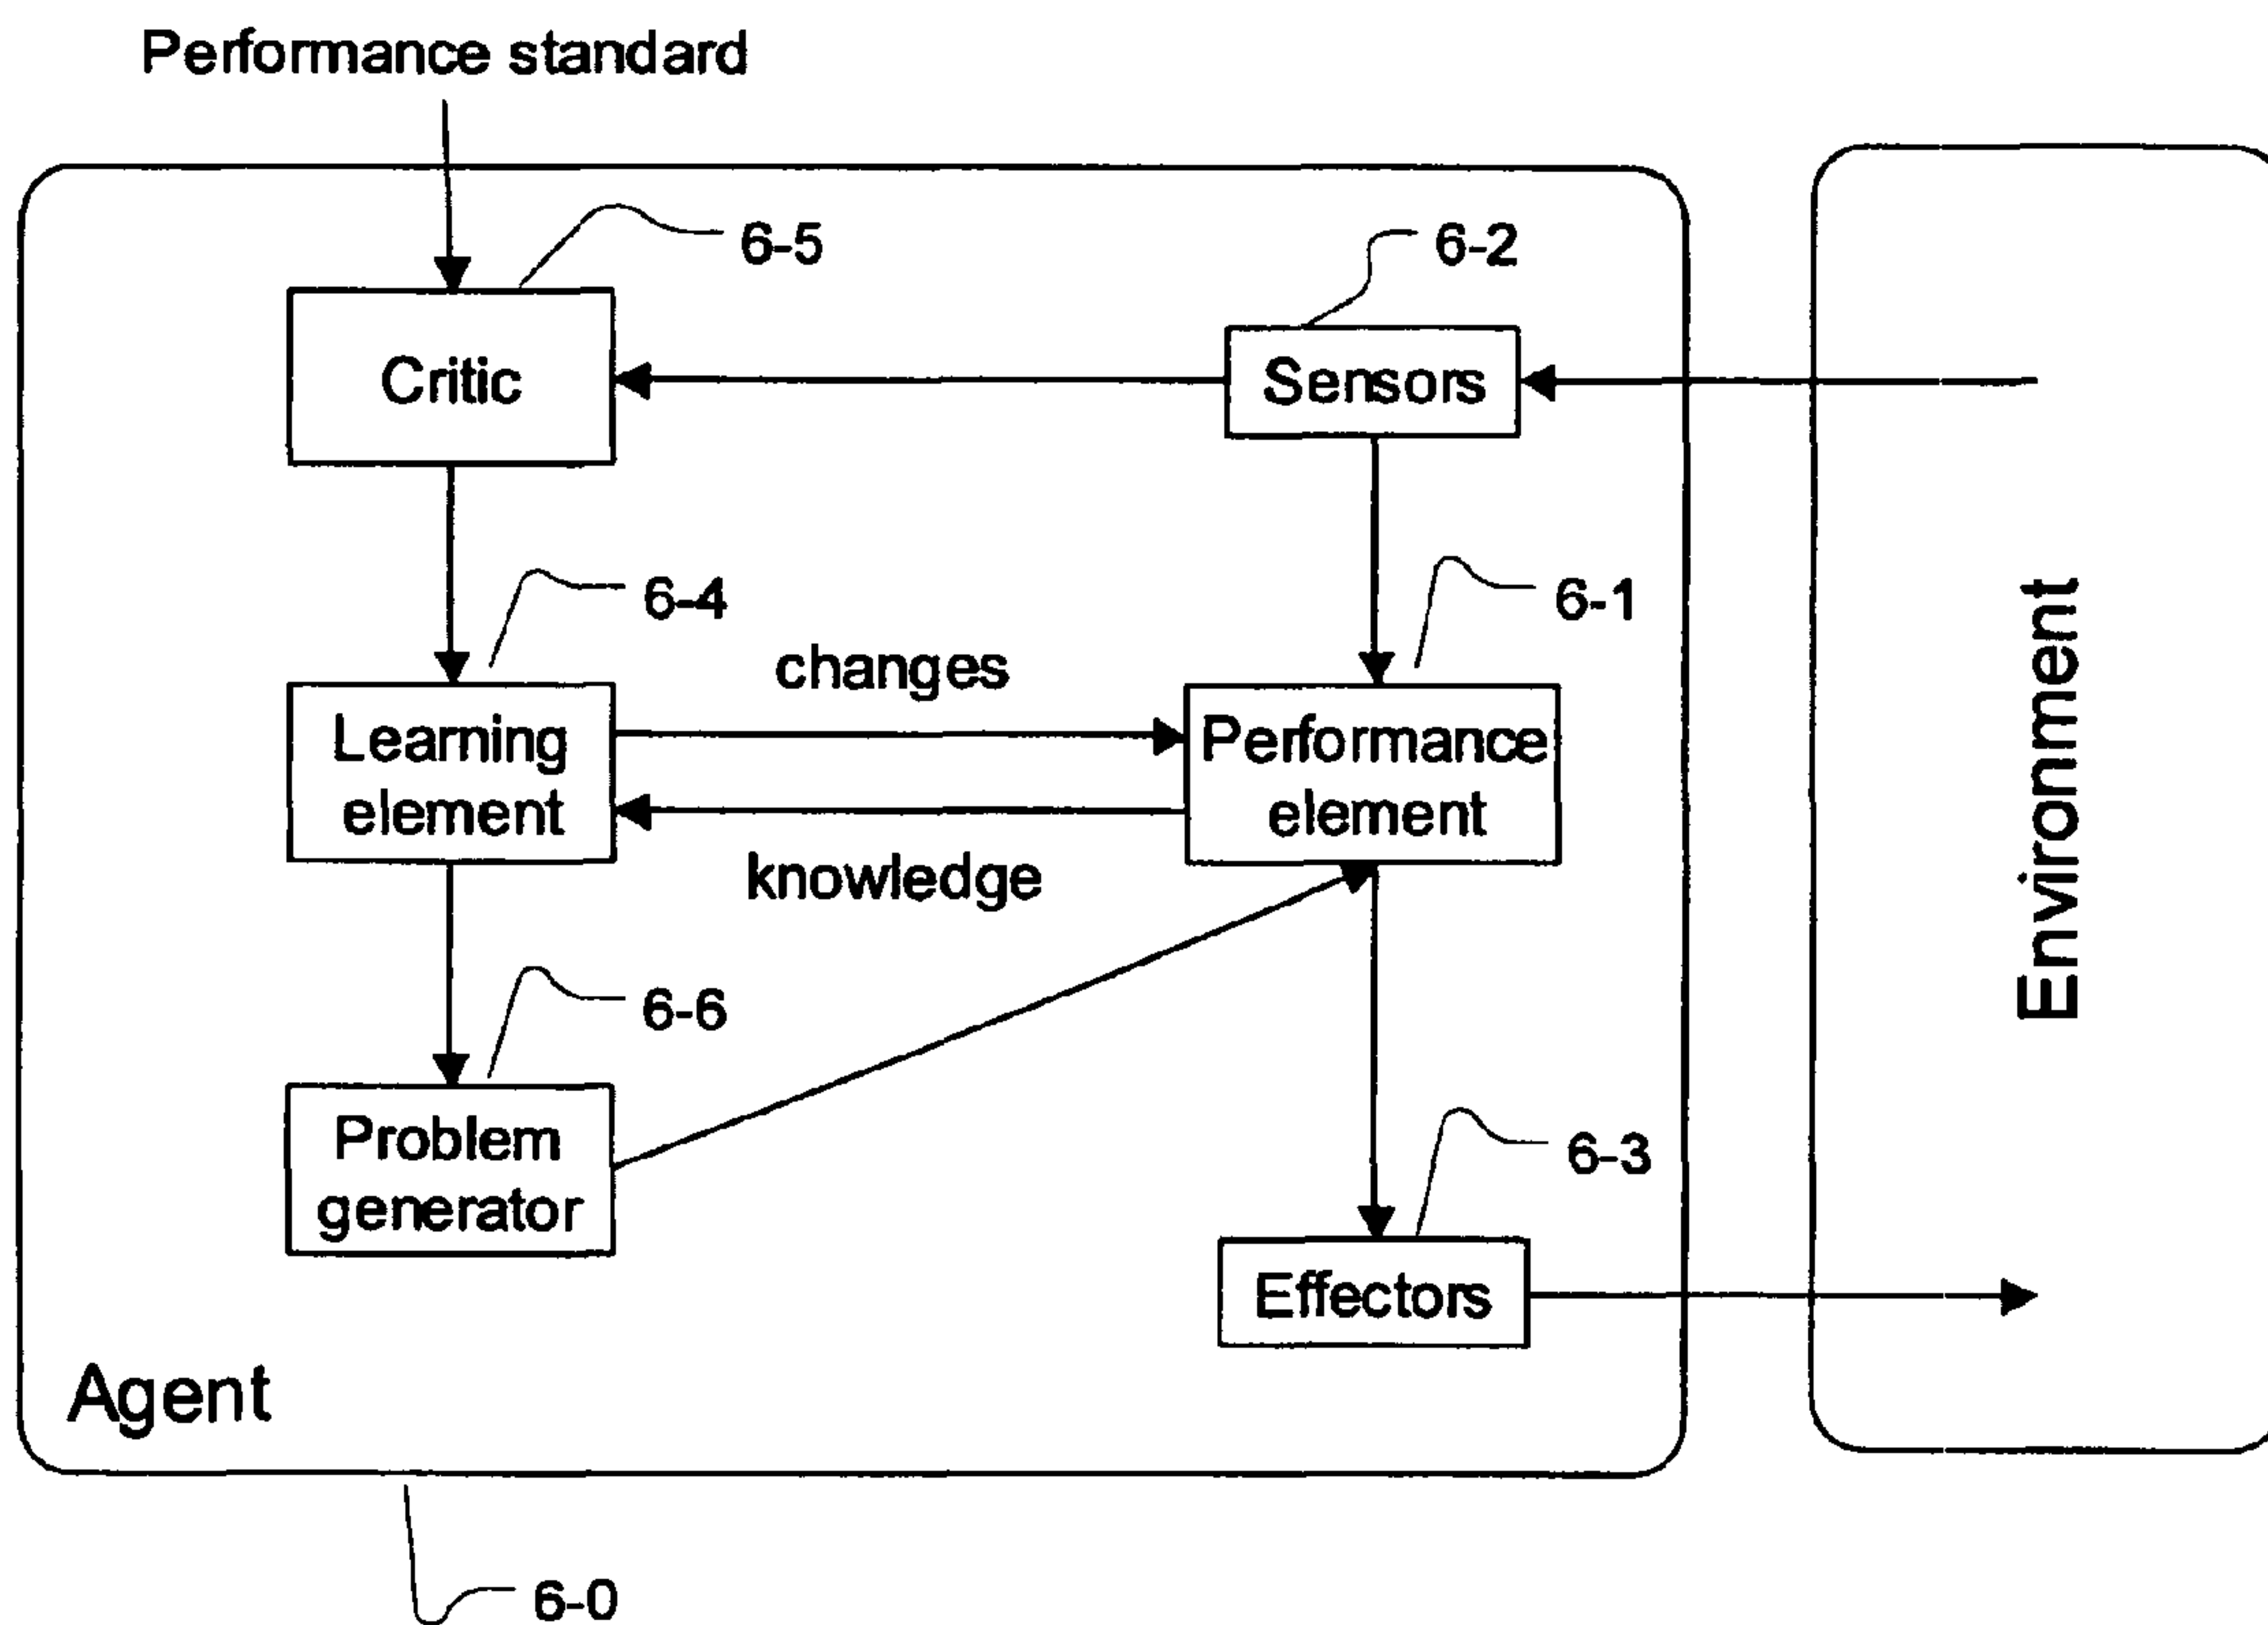 Performance standard
6-5
6-2
Critic
Sensors
6-4
6-1
changes
Learning
element
Performance
element
knowledge
Environment
6-6
Problem
generator
6-3
Effectors
Agent
6-0